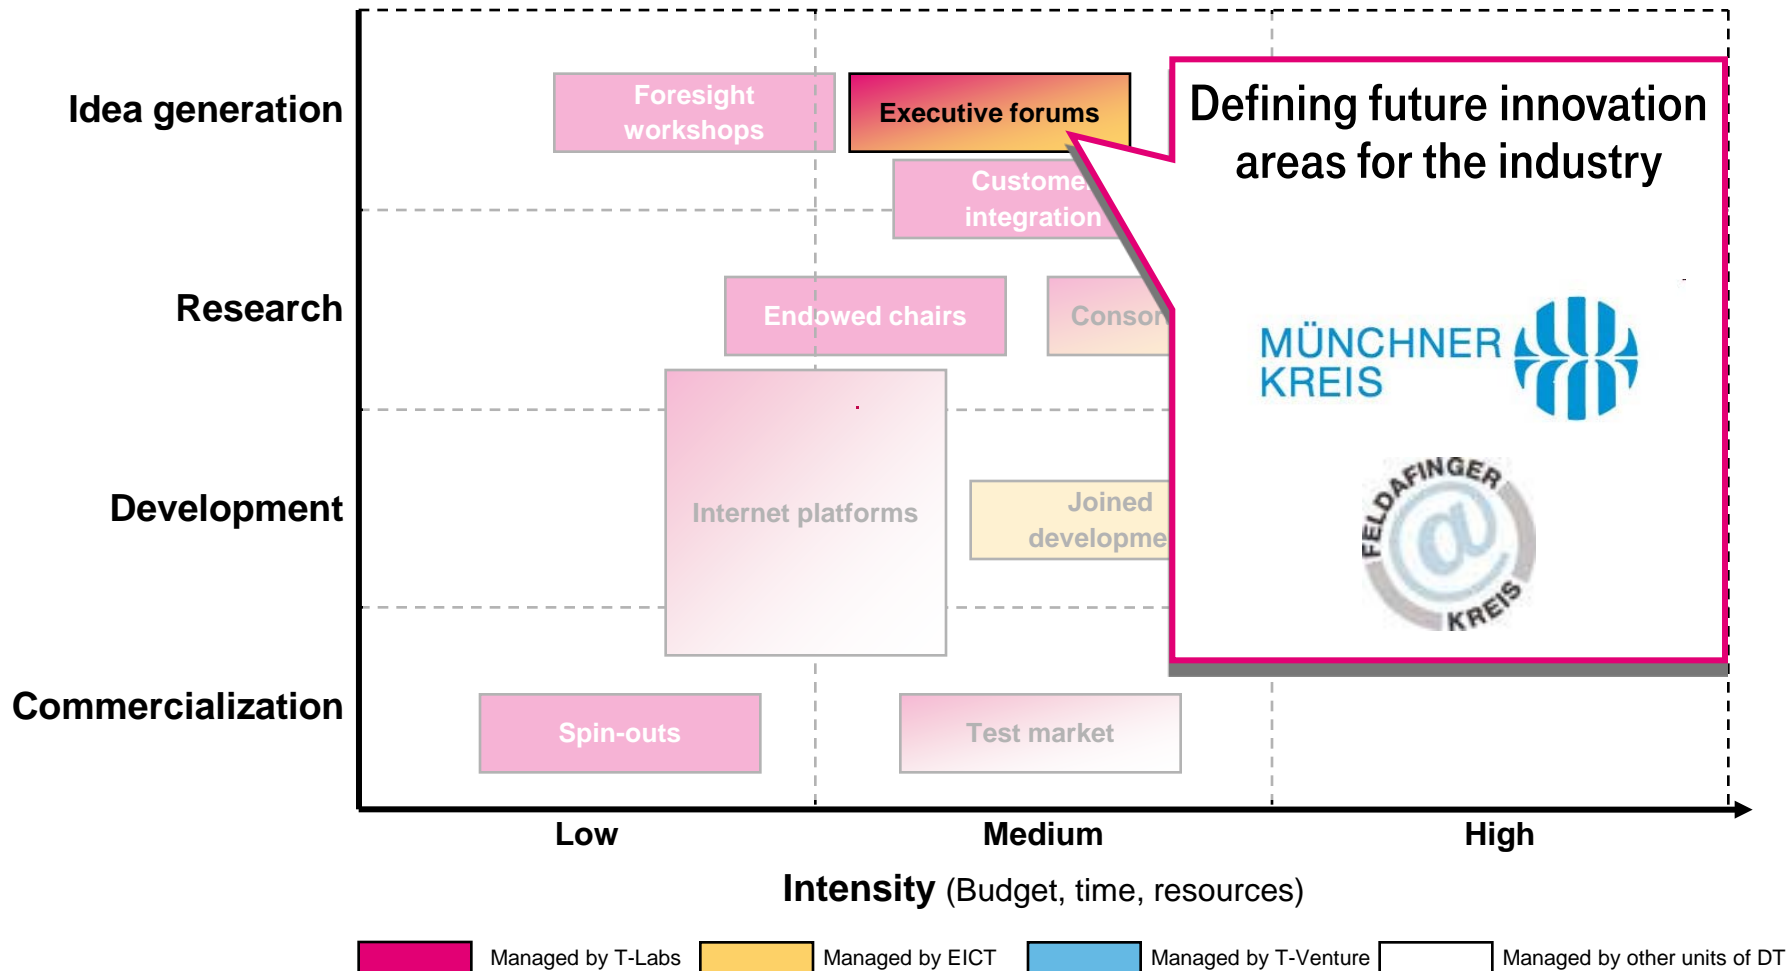 Idea generation
Foresight
workshops
Executive forums
Defining future innovation
areas for the industry
Customer
integration
Research
Endowed chairs
Consor
MÜNCHNER
KREIS
Development
Internet platforms
Joined
developme
FELDAFINGER
@
KREIS
Commercialization
Spin-outs
Test market
Low
Medium
High
Intensity (Budget, time, resources)
Managed by T-Labs
Managed by EICT
Managed by T-Venture
Managed by other units of DT